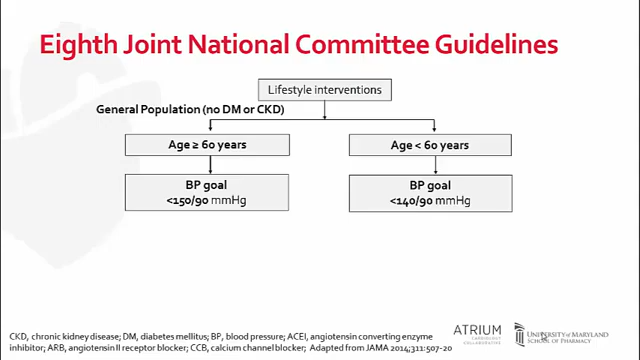 Eighth Joint National Committee Guidelines
Lifestyle interventions
General Population (no DM or CKD)
Age ≥ 60 years
Age < 60 years
BP goal
<150/90 mmHg
BP goal
<140/90 mmHg
CKD, chronic kidney disease; DM, diabetes mellitus; BP, blood pressure; ACEI, angiotensin converting enzyme
inhibitor; ARB, angiotensin II receptor blocker; CCB, calcium channel blocker; Adapted from JAMA 2014;311:507-20
ATRIUM
CARDIOLOGY
COLLABORATIVE
UNIVERSITY of MARYLAND
SCHOOL OF PHARMACY